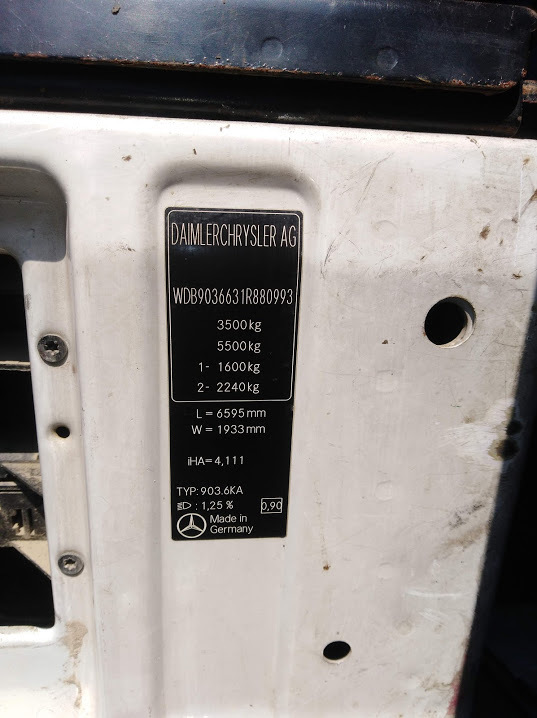 DAIMLERCHRYSLER AG
WDB9036631R880993
3500kg
5500kg
1- 1600kg
2- 2240kg
L = 6595mm
W = 1933mm
iHA=4,111
TYP: 903.6KA
: 1,25 % 0,90
Made in
Germany